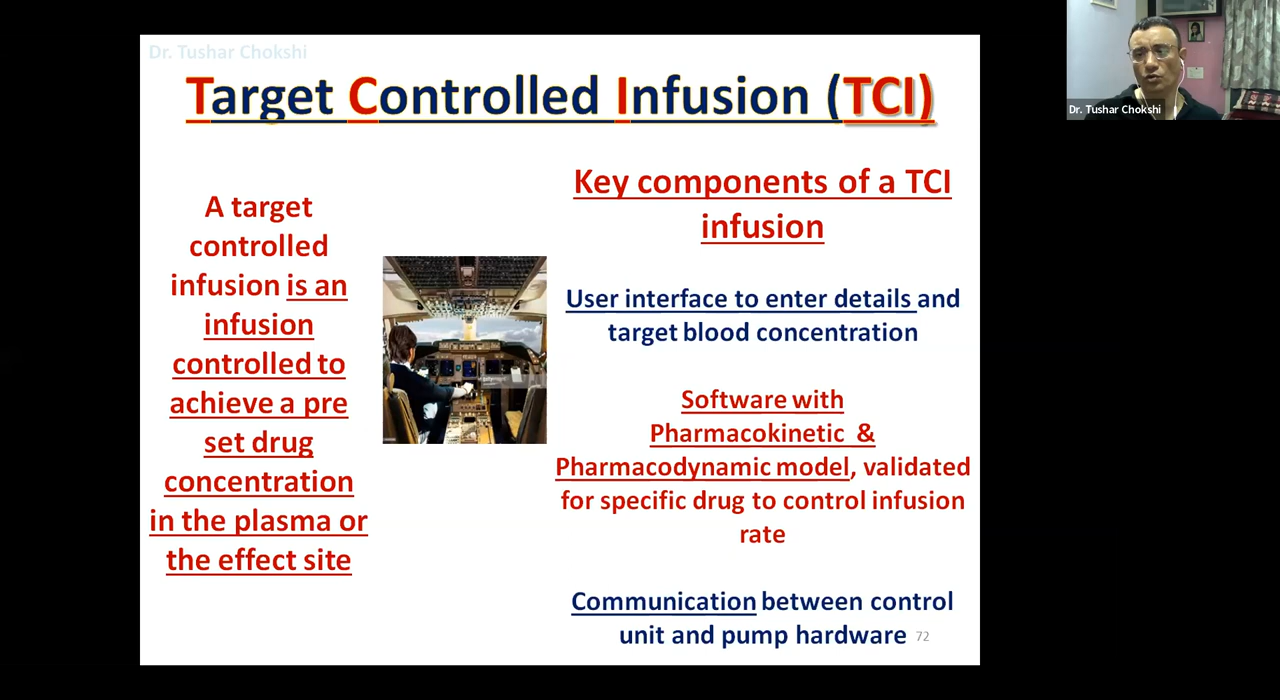 Dr. Tushar Chokshi
Target Controlled Infusion (TCI)
A target
controlled
infusion is an
infusion
controlled to
achieve a pre
set drug
concentration
in the plasma or
the effect site
Key components of a TCI
infusion
User interface to enter details and
target blood concentration
Software with
Pharmacokinetic &
Pharmacodynamic model, validated
for specific drug to control infusion
rate
Communication between control
unit and pump hardware
72
Dr. Tushar Chokshi